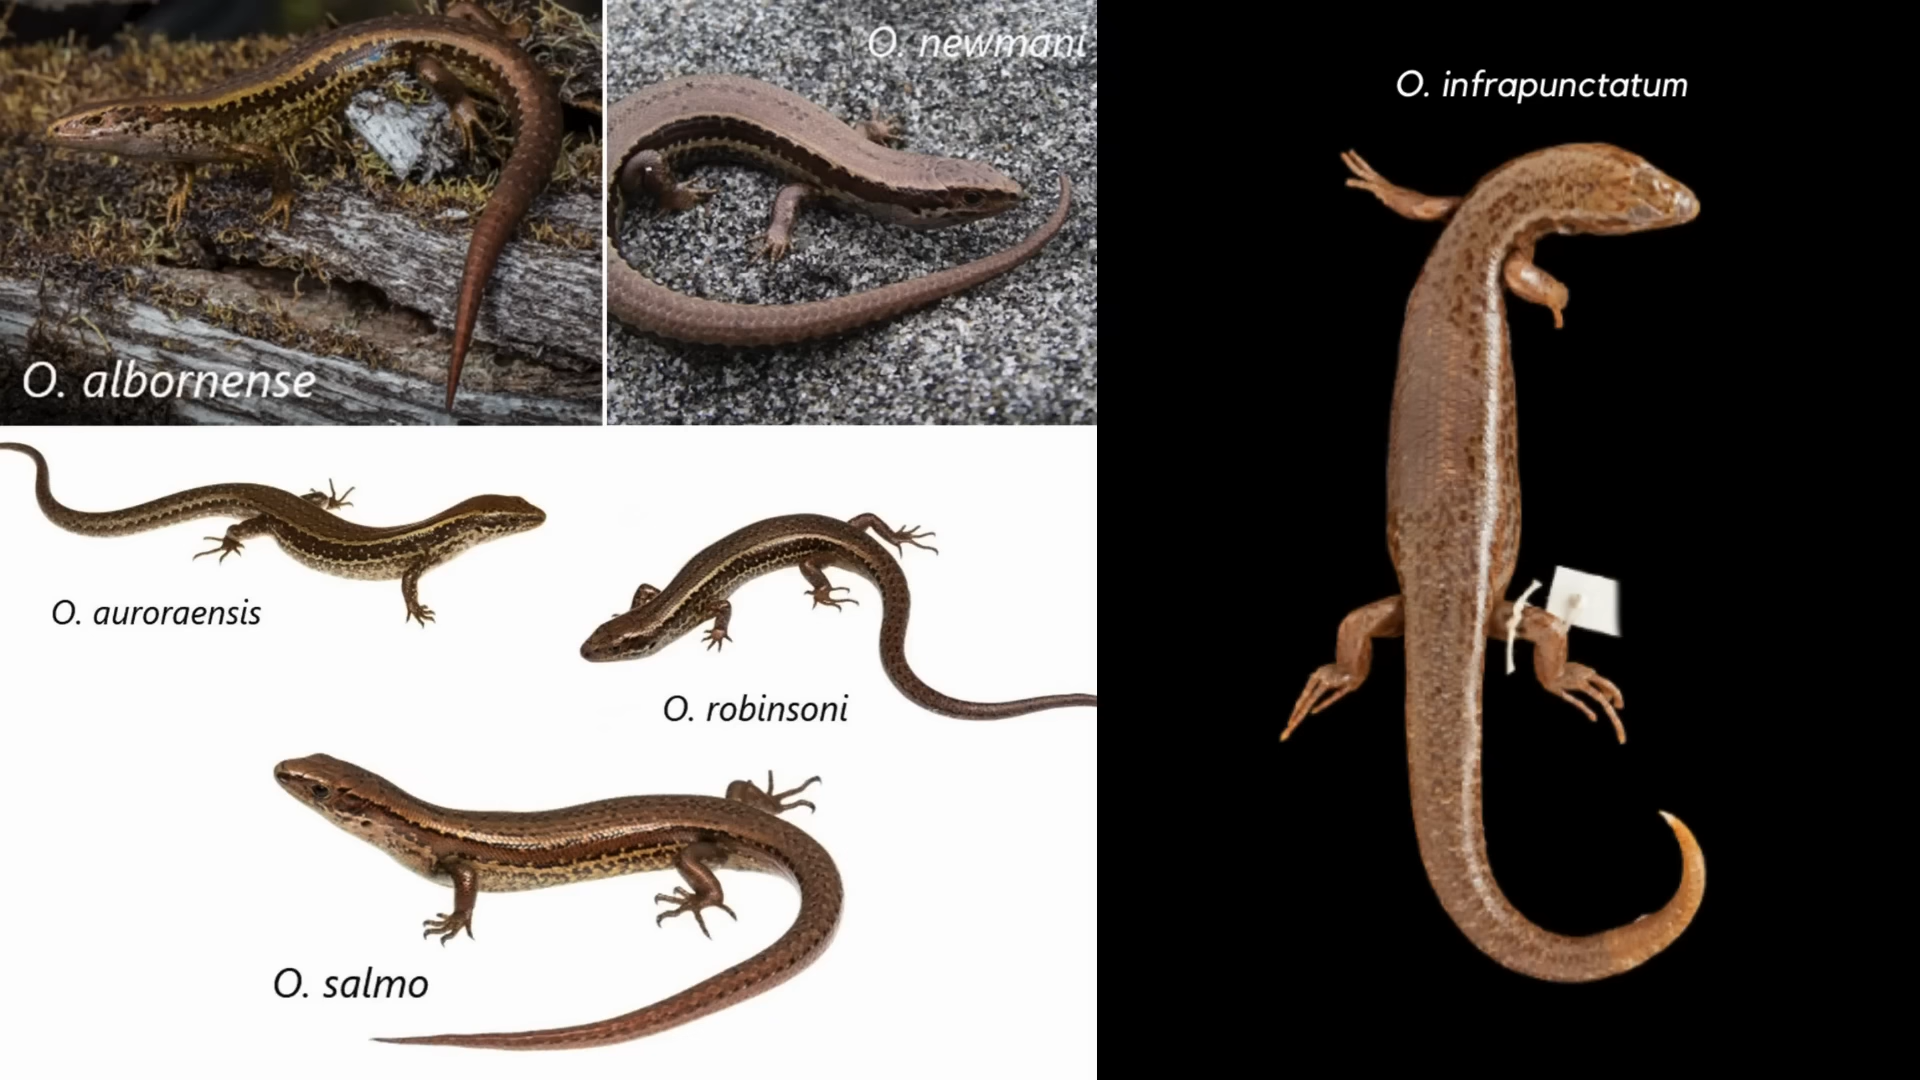 O. albornense
O. newmani
O. auroraensis
O. robinsoni
O. salmo
O. infrapunctatum